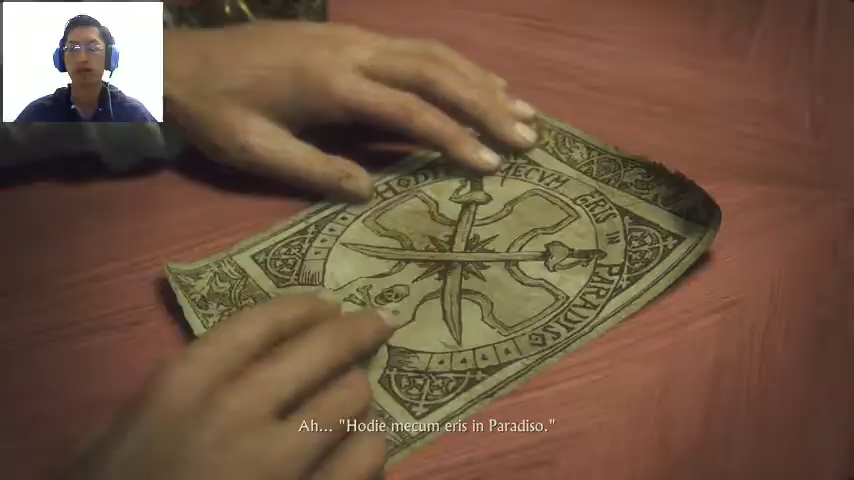 HODIE MECUM ERIS IN PARADISO
Ah... "Hodie mecum eris in Paradiso."